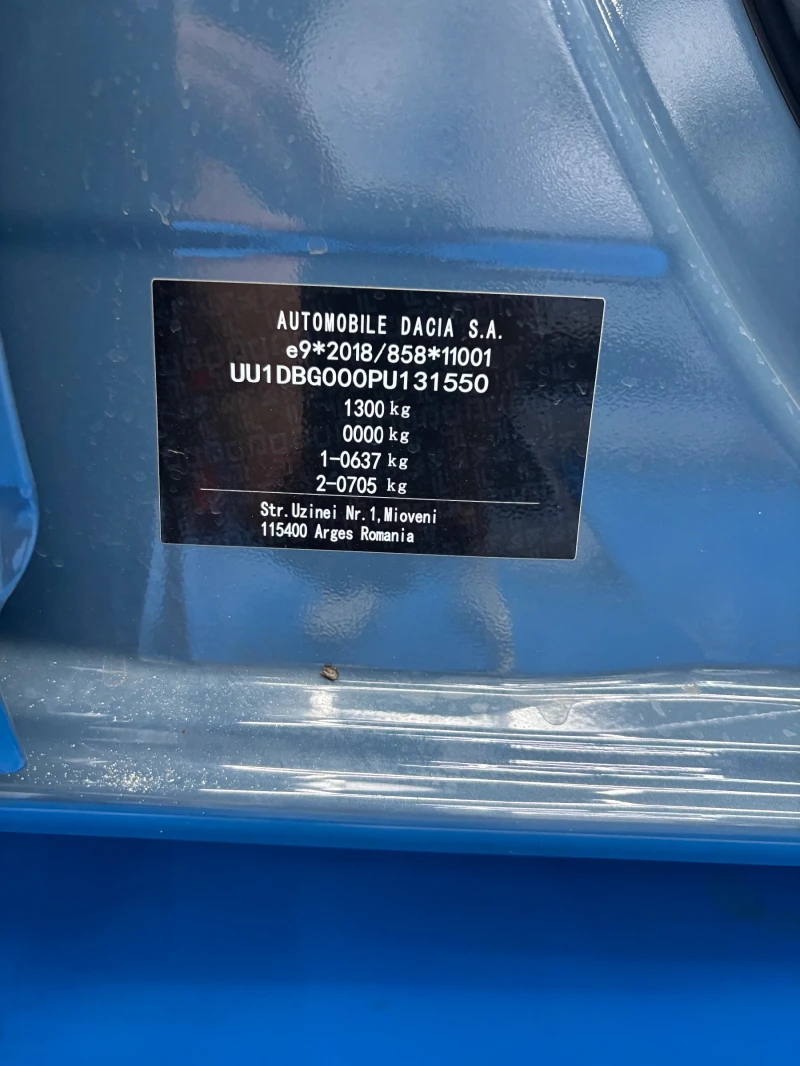 AUTOMOBILE DACIA S.A.
e9*2018/858*11001
UU1DBG000PU131550
1300 kg
0000 kg
1-0637 kg
2-0705 kg
Str.Uzinei Nr.1,Mioveni
115400 Arges Romania